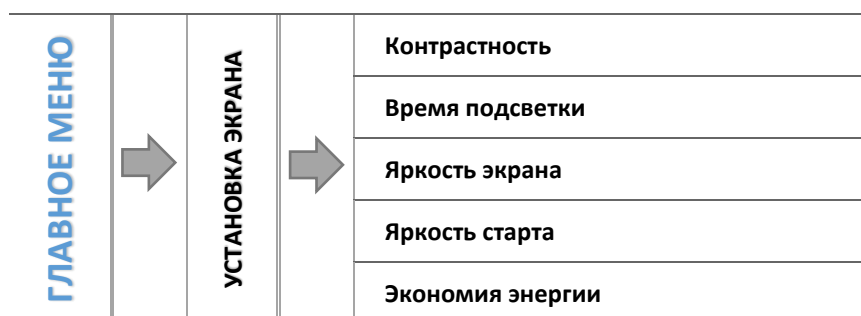 ГЛАВНОЕ МЕНЮ
УСТАНОВКА ЭКРАНА
Контрастность
Время подсветки
Яркость экрана
Яркость старта
Экономия энергии